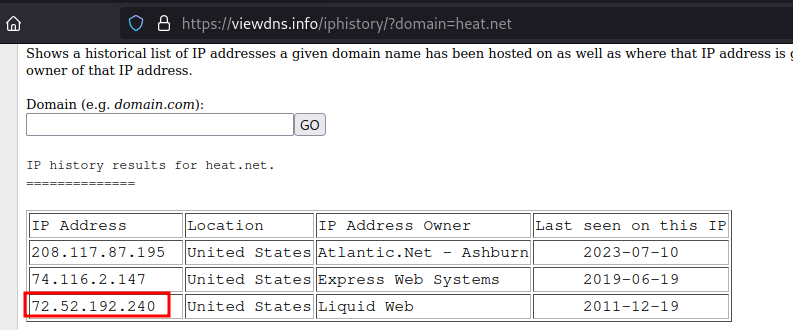 https://viewdns.info/iphistory/?domain=heat.net
Shows a historical list of IP addresses a given domain name has been hosted on as well as where that IP address is
owner of that IP address.
Domain (e.g. domain.com):
GO
IP history results for heat.net.
==============
IP Address Location IP Address Owner Last seen on this IP
208.117.87.195 United States Atlantic.Net - Ashburn 2023-07-10
74.116.2.147 United States Express Web Systems 2019-06-19
72.52.192.240 United States Liquid Web 2011-12-19